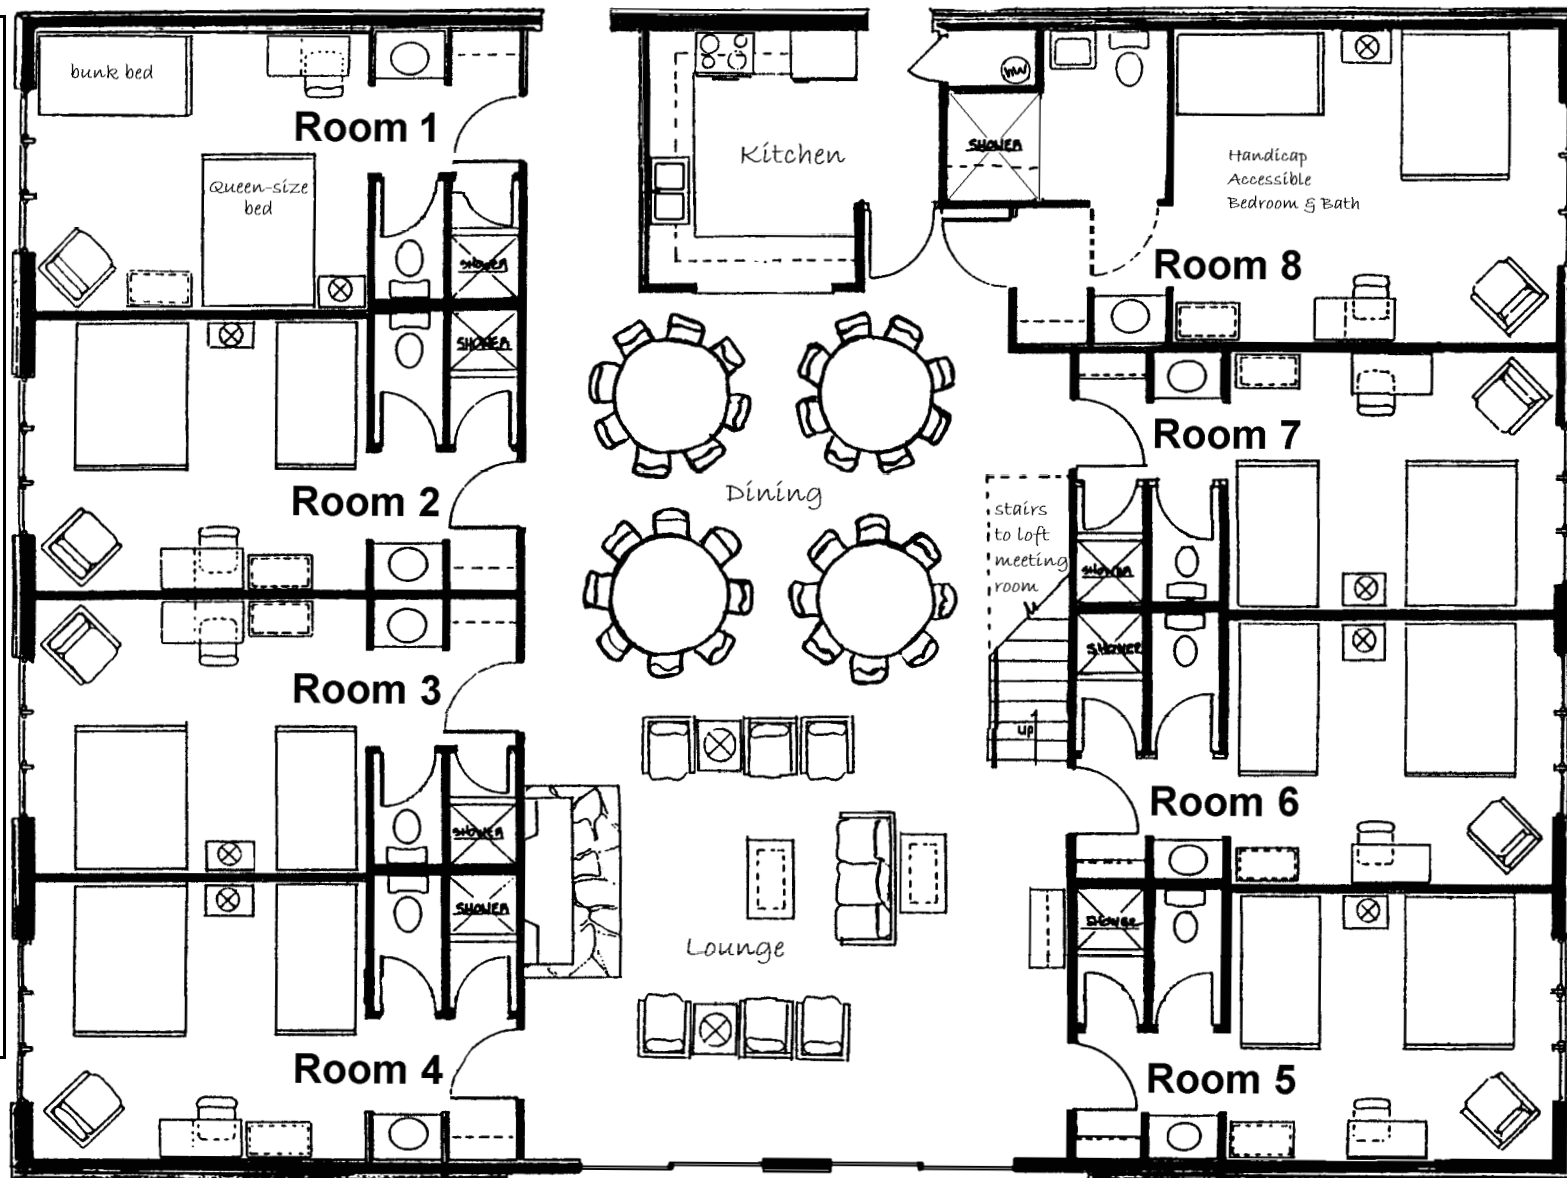 bunk bed
Room 1
Queen-size
bed
SHOWER
SHOWER
Room 2
Room 3
SHOWER
SHOWER
Room 4
Kitchen
Dining
stairs
to loft
meeting
room
up
Lounge
HW
SHOWER
Handicap
Accessible
Bedroom & Bath
Room 8
Room 7
SHOWER
SHOWER
Room 6
SHOWER
Room 5